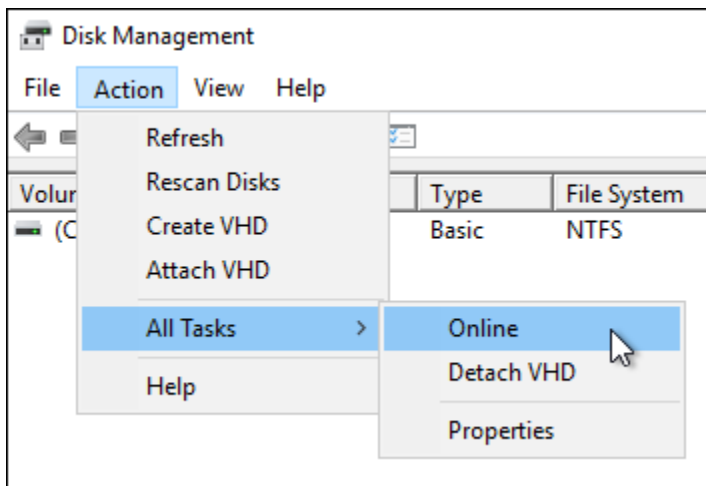 Disk Management
File Action View Help
Refresh
Rescan Disks
Create VHD
Attach VHD
All Tasks
Help
Type File System
(C Basic NTFS
Online
Detach VHD
Properties